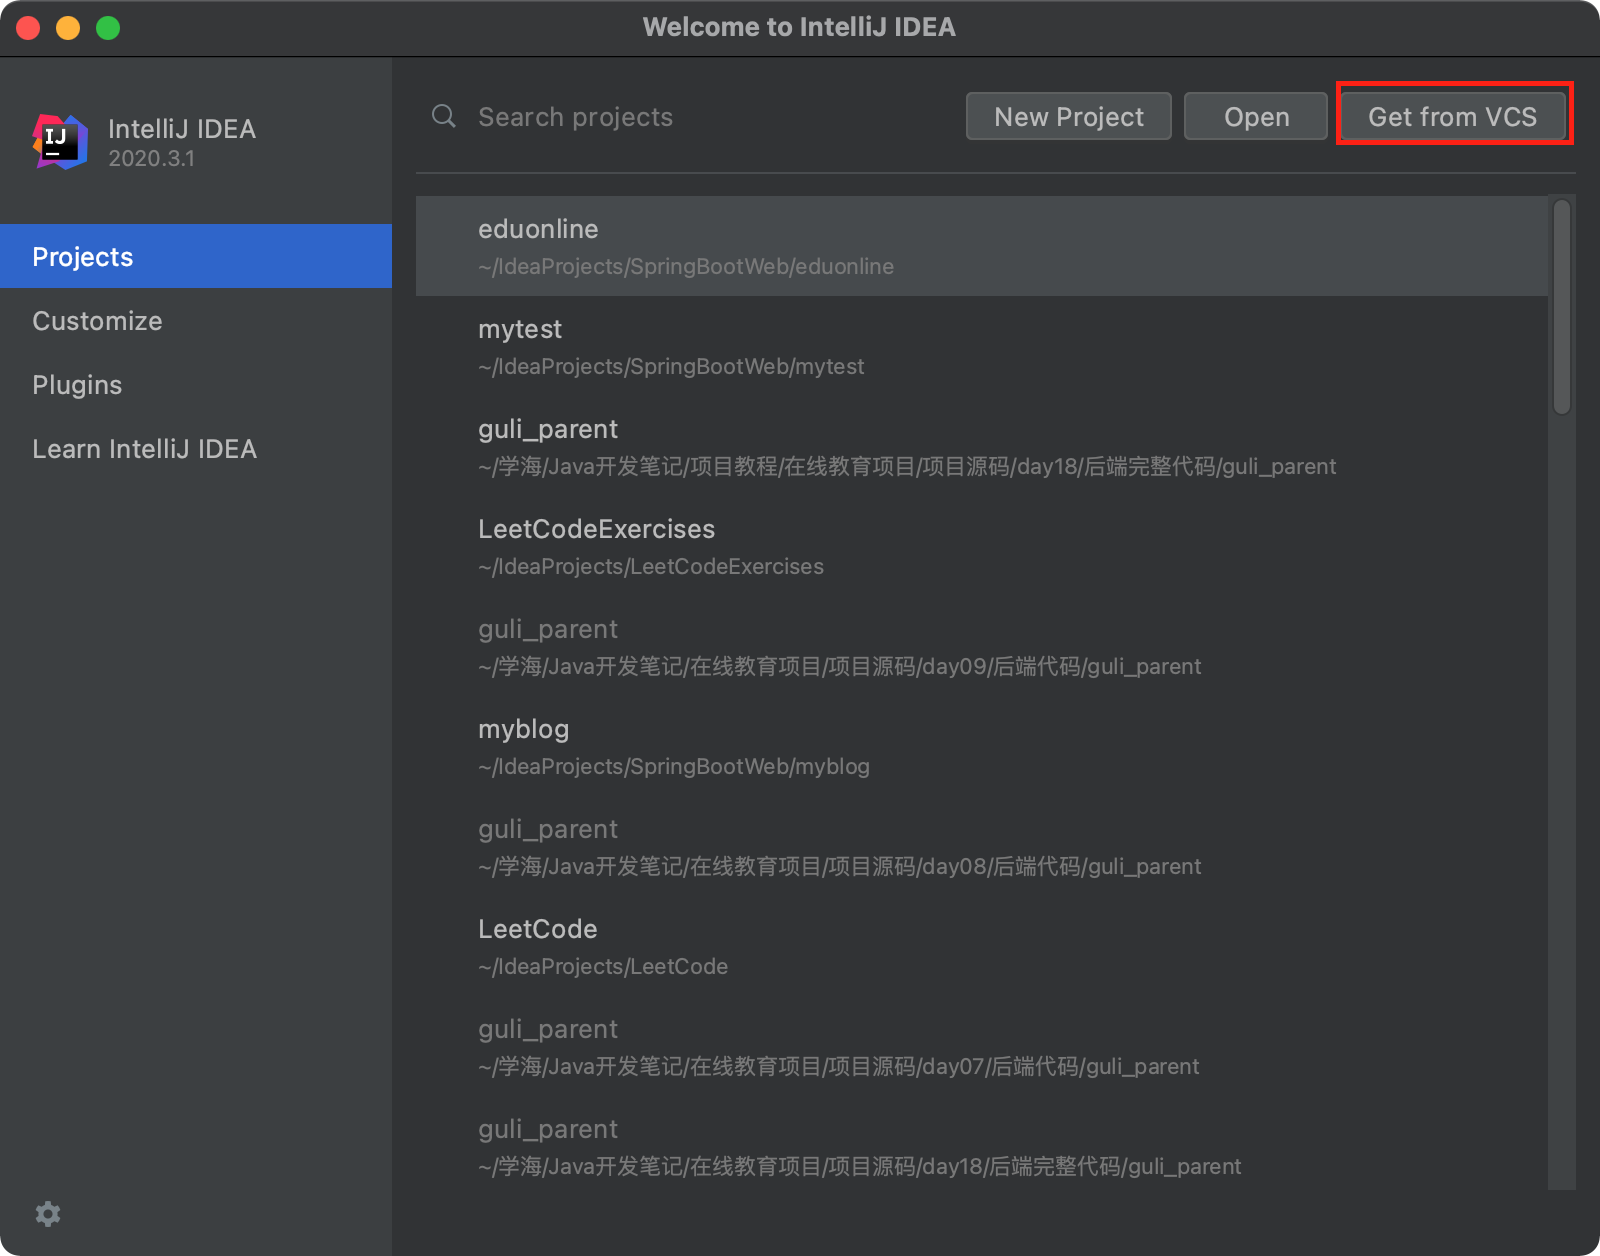 Welcome to IntelliJ IDEA
IJ
IntelliJ IDEA
2020.3.1
Projects
Customize
Plugins
Learn IntelliJ IDEA
Search projects
New Project
Open
Get from VCS
eduonline
~/IdeaProjects/SpringBootWeb/eduonline
mytest
~/IdeaProjects/SpringBootWeb/mytest
guli_parent
~/学海/Java开发笔记/项目教程/在线教育项目/项目源码/day18/后端完整代码/guli_parent
LeetCodeExercises
~/IdeaProjects/LeetCodeExercises
guli_parent
~/学海/Java开发笔记/在线教育项目/项目源码/day09/后端代码/guli_parent
myblog
~/IdeaProjects/SpringBootWeb/myblog
guli_parent
~/学海/Java开发笔记/在线教育项目/项目源码/day08/后端代码/guli_parent
LeetCode
~/IdeaProjects/LeetCode
guli_parent
~/学海/Java开发笔记/在线教育项目/项目源码/day07/后端代码/guli_parent
guli_parent
~/学海/Java开发笔记/在线教育项目/项目源码/day18/后端完整代码/guli_parent